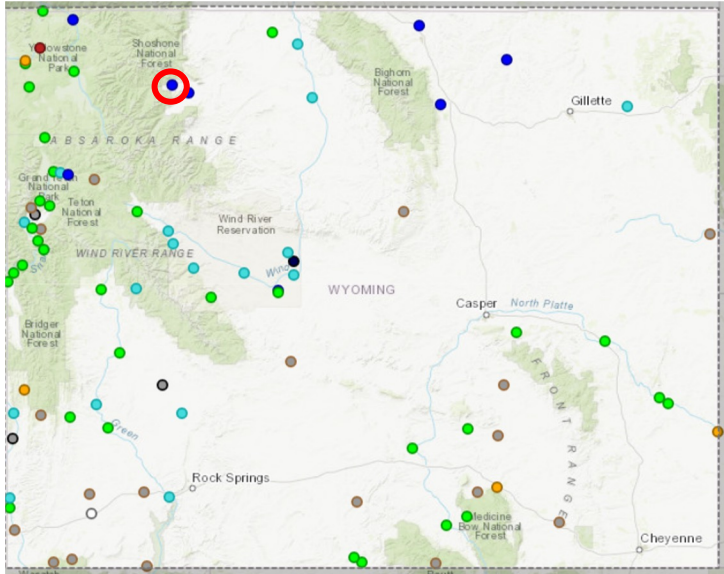 Yellowstone
National
Park
Shoshone
National
Forest
Bighorn
National
Forest
Gillette
ABSAROKA RANGE
Grand Teton
National
Park
Teton
National
Forest
Wind River
Reservation
WIND RIVER RANGE
Wind
WYOMING
Casper
North Platte
Bridger
National
Forest
FRONT RANGE
Green
Rock Springs
Medicine
Bow National
Forest
Cheyenne